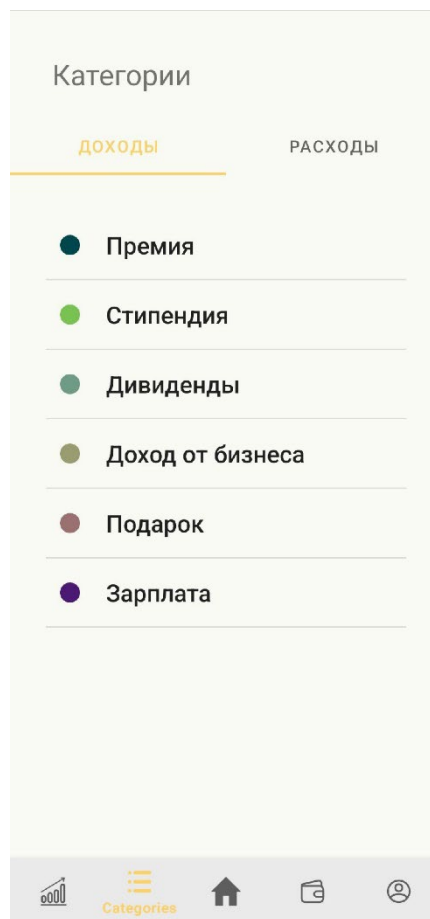 Категории
ДОХОДЫ РАСХОДЫ
Премия
Стипендия
Дивиденды
Доход от бизнеса
Подарок
Зарплата
Categories